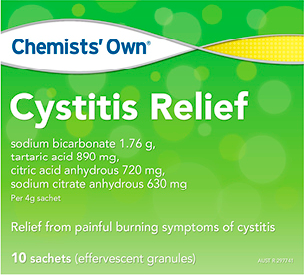 Chemists' Own®
Cystitis Relief
sodium bicarbonate 1.76 g,
tartaric acid 890 mg,
citric acid anhydrous 720 mg,
sodium citrate anhydrous 630 mg
Per 4g sachet
Relief from painful burning symptoms of cystitis
10 sachets (effervescent granules)
AUST R